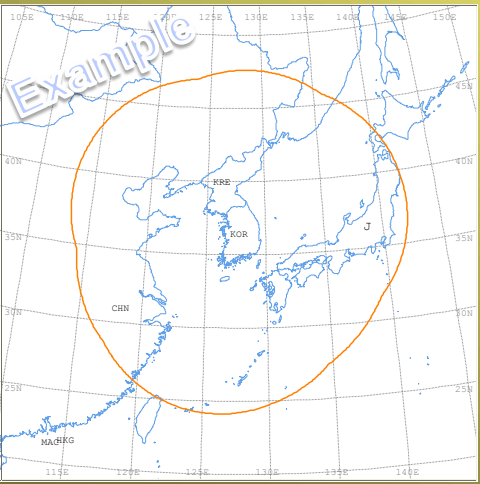 105E 110E 115E 120E 125E 130E 135E 140E 145E 150E
Example
45N
40N 40N
KRE
J
KOR
35N 35N
CHN
30N 30N
25N 25N
MAC HKG
115E 120E 125E 130E 135E 140E